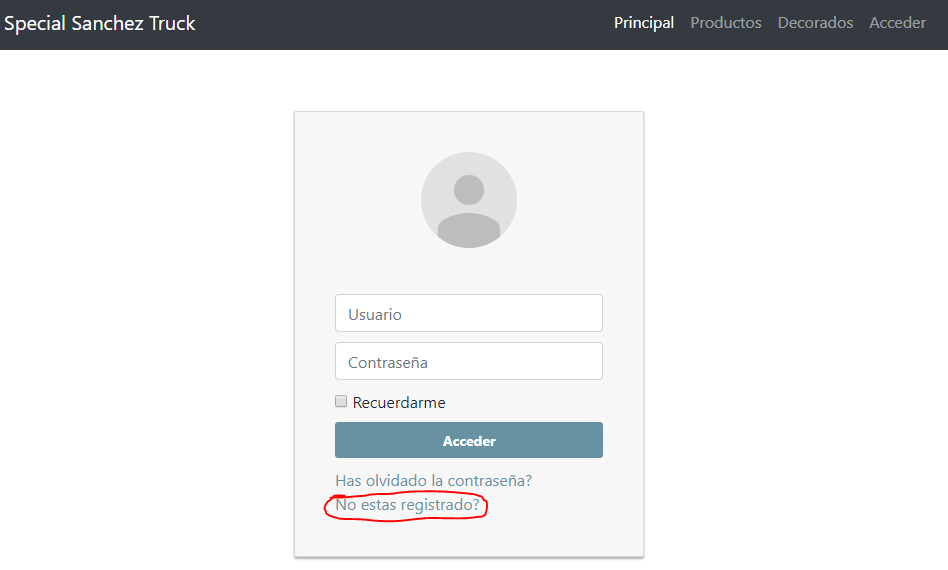 Special Sanchez Truck
Principal Productos Decorados Acceder
Usuario
Contraseña
Recuerdarme
Acceder
Has olvidado la contraseña?
No estas registrado?